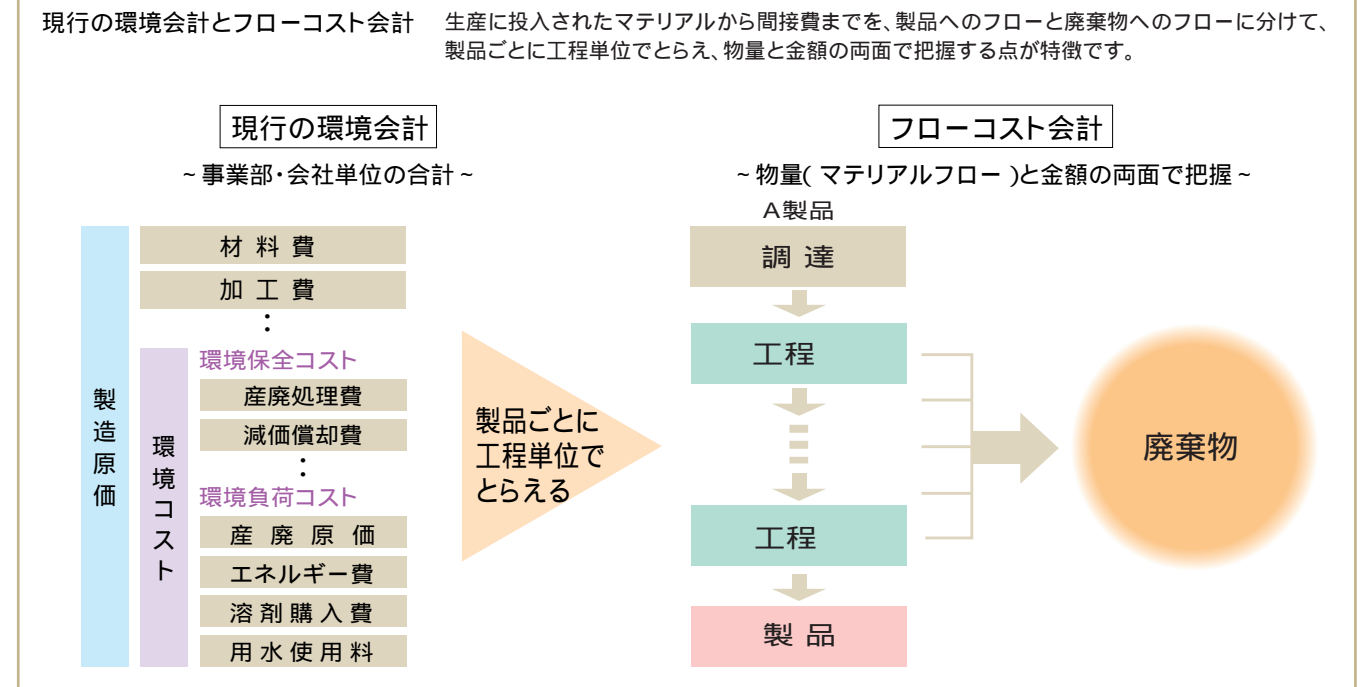 現行の環境会計とフローコスト会計
生産に投入されたマテリアルから間接費までを、製品へのフローと廃棄物へのフローに分けて、
製品ごとに工程単位でとらえ、物量と金額の両面で把握する点が特徴です。
現行の環境会計
~事業部・会社単位の合計~
製造原価
材料費
加工費
:
環境コスト
環境保全コスト
産廃処理費
減価償却費
:
環境負荷コスト
産廃原価
エネルギー費
溶剤購入費
用水使用料
製品ごとに
工程単位で
とらえる
フローコスト会計
~物量(マテリアルフロー)と金額の両面で把握~
A製品
調達
工程
工程
製品
廃棄物